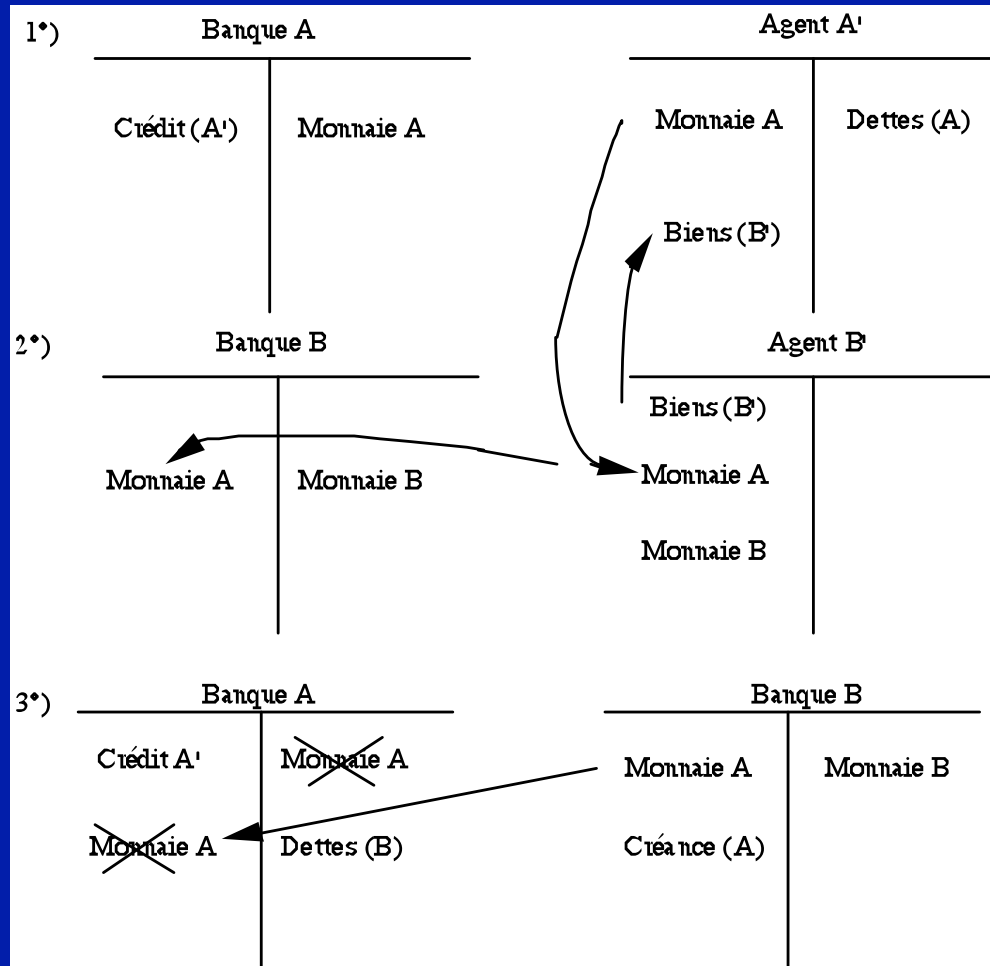 1°)
Banque A
Agent A'
Crédit (A')
Monnaie A
Monnaie A
Dettes (A)
Biens (B')
2°)
Banque B
Agent B'
Biens (B')
Monnaie A
Monnaie B
Monnaie A
Monnaie B
3°)
Banque A
Banque B
Crédit A'
Monnaie A
Monnaie A
Monnaie B
Monnaie A
Dettes (B)
Créance (A)